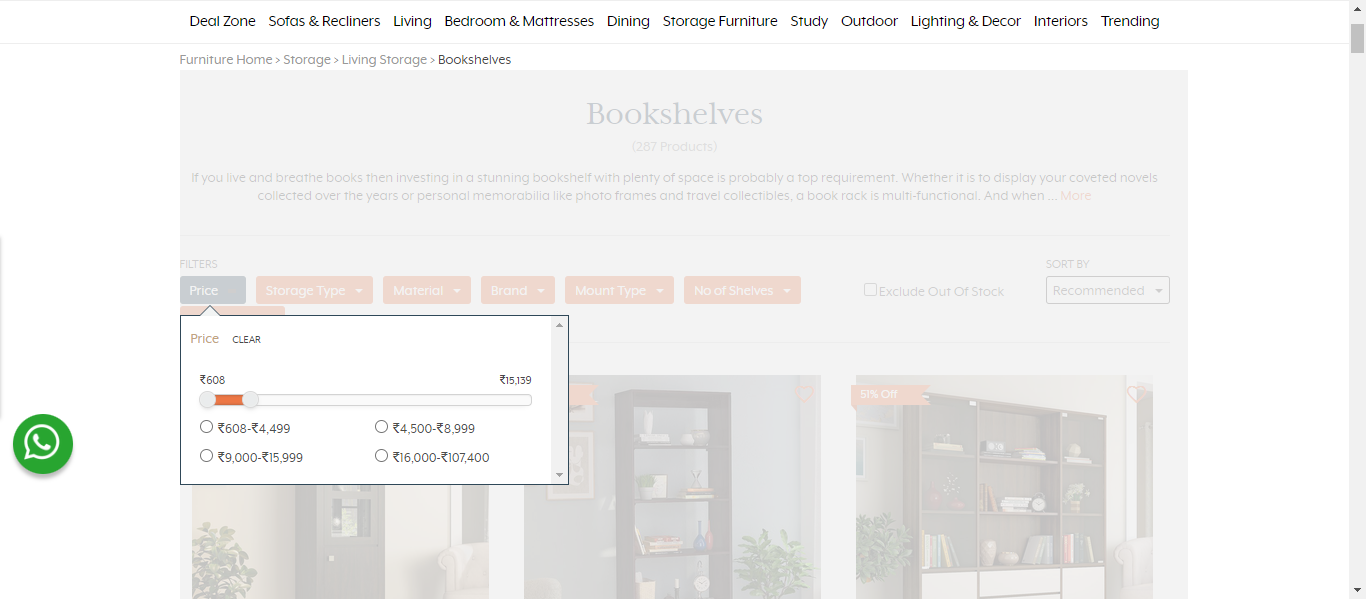 Deal Zone Sofas & Recliners Living Bedroom & Mattresses Dining Storage Furniture Study Outdoor Lighting & Decor Interiors Trending
Furniture Home > Storage > Living Storage > Bookshelves
Bookshelves
(287 Products)
If you live and breathe books then investing in a stunning bookshelf with plenty of space is probably a top requirement. Whether it is to display your coveted novels
collected over the years or personal memorabilia like photo frames and travel collectibles, a book rack is multi-functional. And when ... More
FILTERS
SORT BY
Price Storage Type Material Brand Mount Type No of Shelves Exclude Out Of Stock Recommended
Price CLEAR
₹608 ₹15,139
51% Off
₹608-₹4,499 ₹4,500-₹8,999
₹9,000-₹15,999 ₹16,000-₹107,400